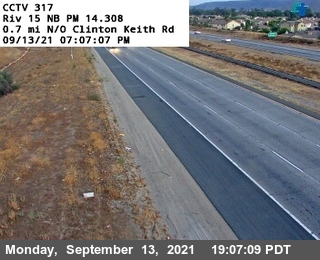 CCTV 317
Riv 15 NB PM 14.308
0.7 mi N/O Clinton Keith Rd
09/13/21 07:07:07 PM
Monday, September 13, 2021 19:07:09 PDT